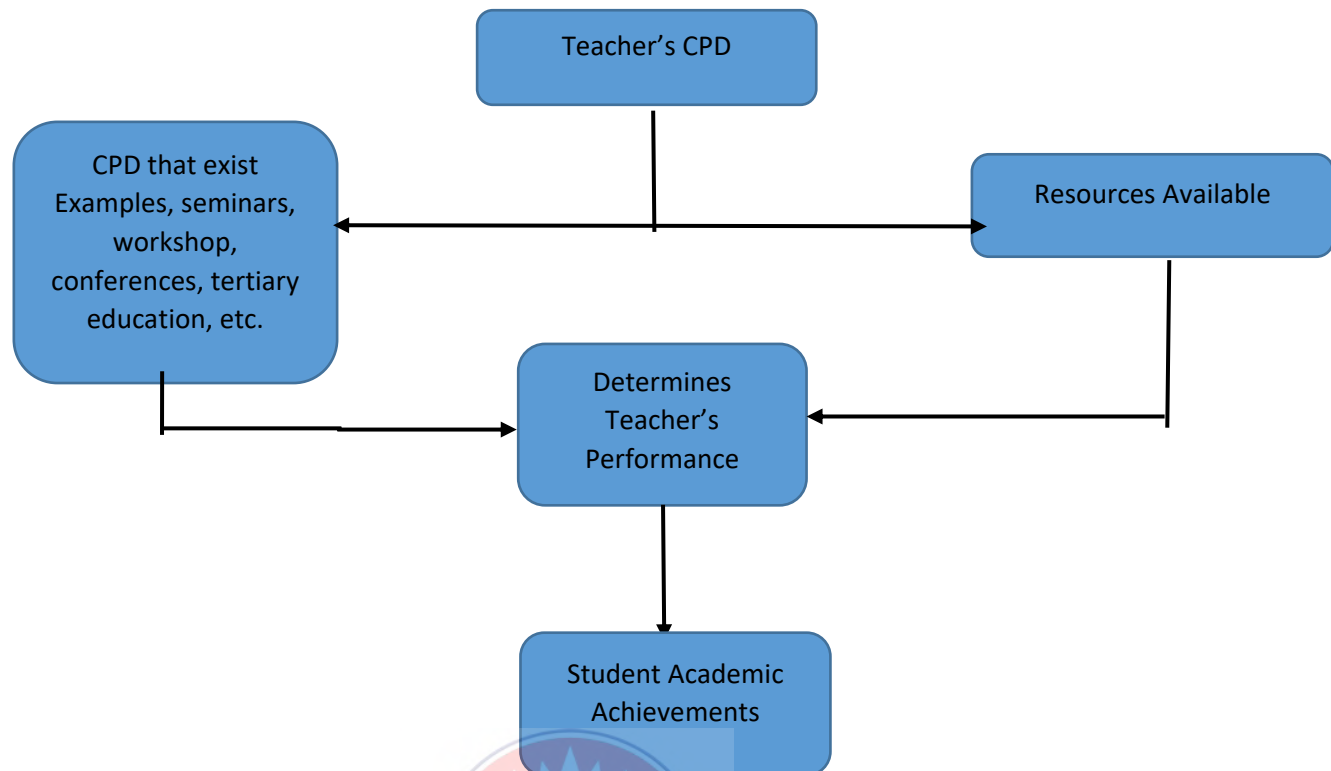 Teacher’s CPD
CPD that exist
Examples, seminars,
workshop,
conferences, tertiary
education, etc.
Resources Available
Determines
Teacher’s
Performance
Student Academic
Achievements